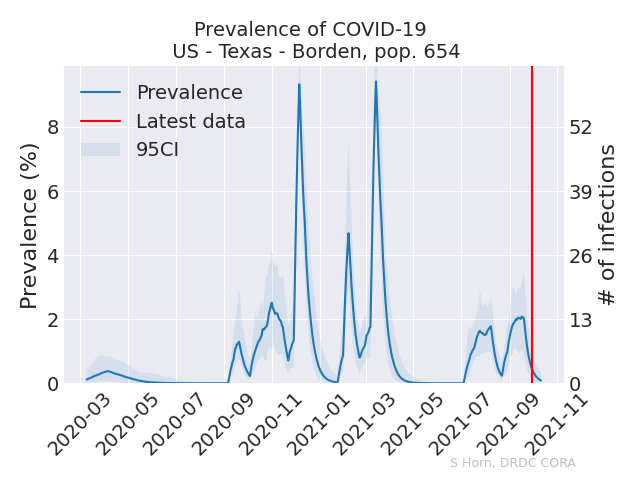 Prevalence of COVID-19
US - Texas - Borden, pop. 654
Prevalence
Latest data
95CI
Prevalence (%)
8
6
4
2
0
# of infections
52
39
26
13
0
2020-03
2020-05
2020-07
2020-09
2020-11
2021-01
2021-03
2021-05
2021-07
2021-09
2021-11
S Horn, DRDC CORA